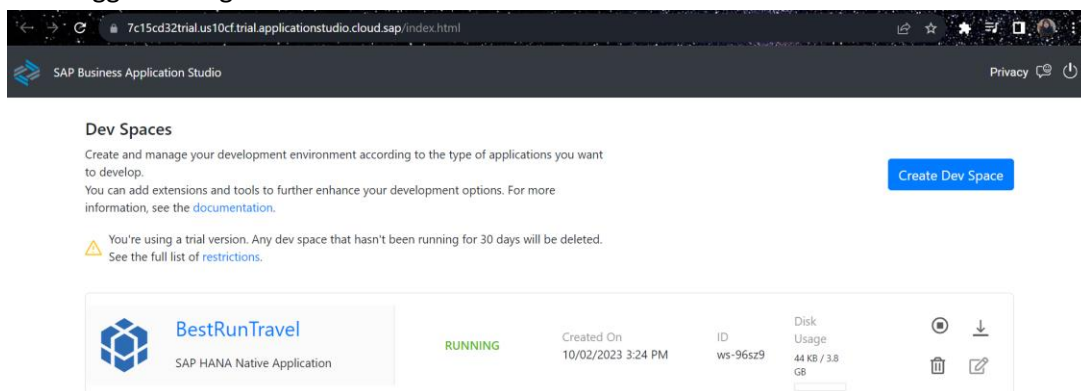 7c15cd32trial.us10cf.trial.applicationstudio.cloud.sap/index.html
SAP Business Application Studio
Privacy
Dev Spaces
Create and manage your development environment according to the type of applications you want
to develop.
You can add extensions and tools to further enhance your development options. For more
information, see the documentation.
Create Dev Space
You're using a trial version. Any dev space that hasn't been running for 30 days will be deleted.
See the full list of restrictions.
BestRunTravel
SAP HANA Native Application
RUNNING
Created On
10/02/2023 3:24 PM
ID
ws-96sz9
Disk
Usage
44 KB / 3.8
GB